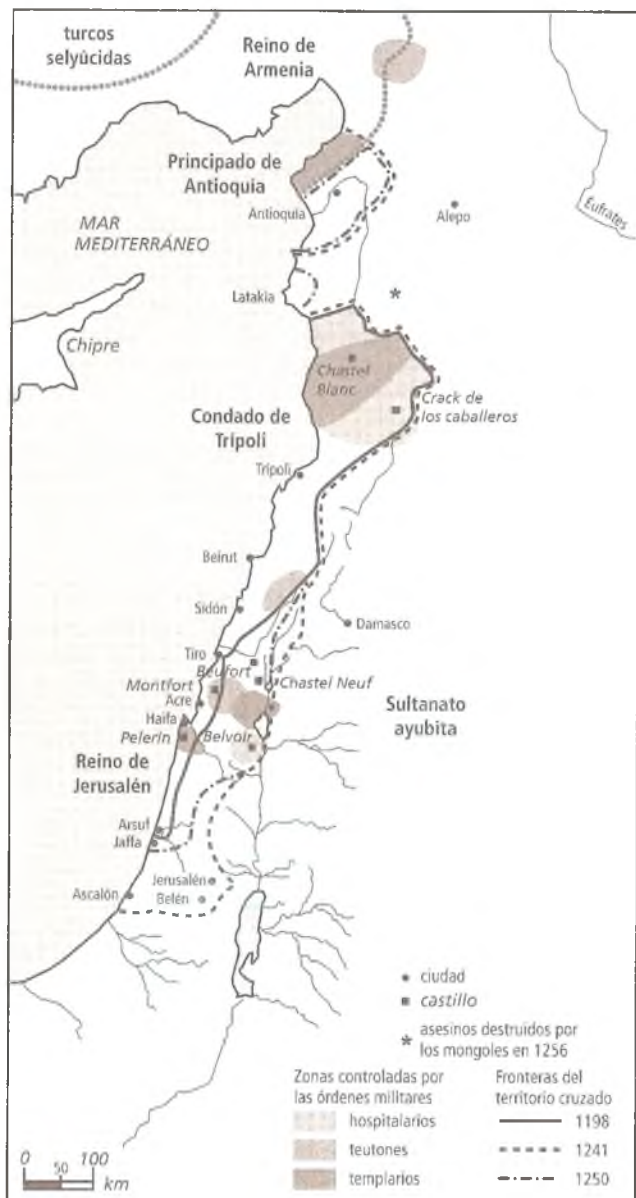 turcos
selyúcidas
Reino de
Armenia
Principado de
Antioquia
Antioquia
Alepo
Éufrates
MAR
MEDITERRÁNEO
Latakia
Chipre
Chastel
Blanc
Crack de
los caballeros
Condado de
Trípoli
Trípoli
Beirut
Sidón
Damasco
Tiro
Beufort
Montfort
Chastel Neuf
Acre
Haifa
Sultanato
ayubita
Pelerin
Belvoir
Reino de
Jerusalén
Arsuf
Jaffa
Jerusalén
Ascalón
Belén
ciudad
castillo
* asesinos destruidos por
los mongoles en 1256
Zonas controladas por
las órdenes militares
hospitalarios
teutones
templarios
Fronteras del
territorio cruzado
1198
1241
1250
0 100
50
km